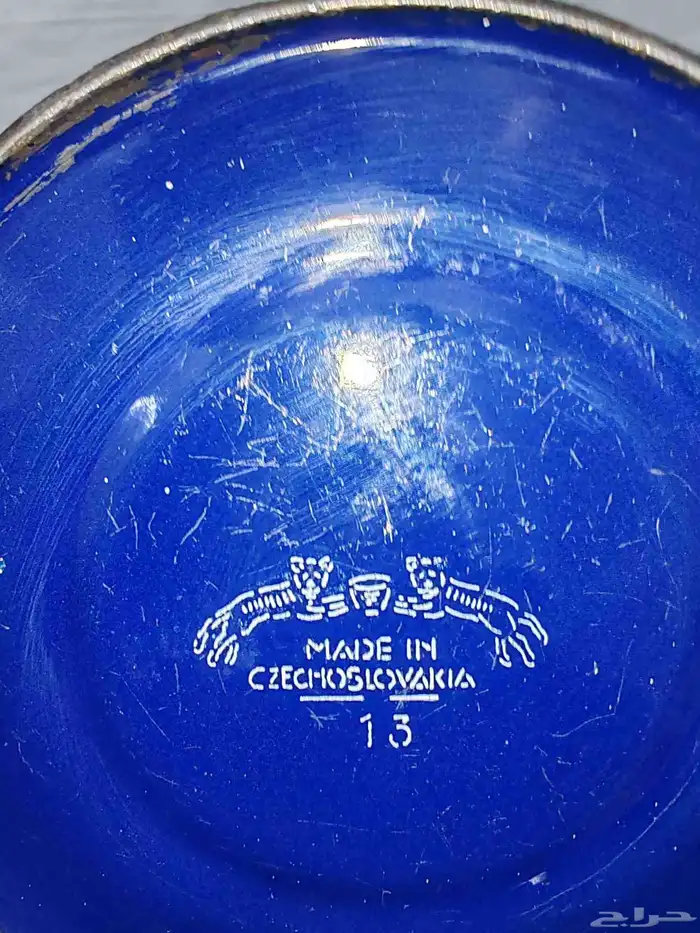 MADE IN
CZECHOSLOVAKIA
13
حراج